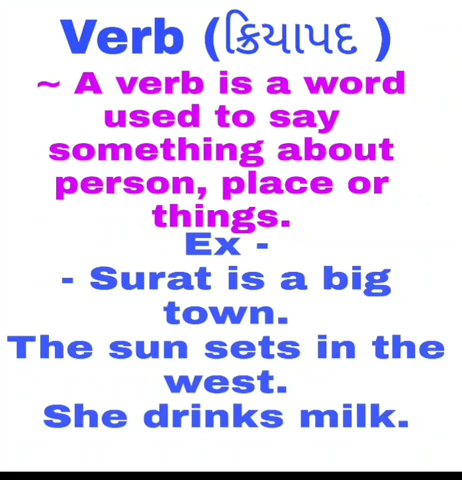 Verb (ક્રિયાપદ )
~ A verb is a word
used to say
something about
person, place or
things.
Ex -
- Surat is a big
town.
The sun sets in the
west.
She drinks milk.